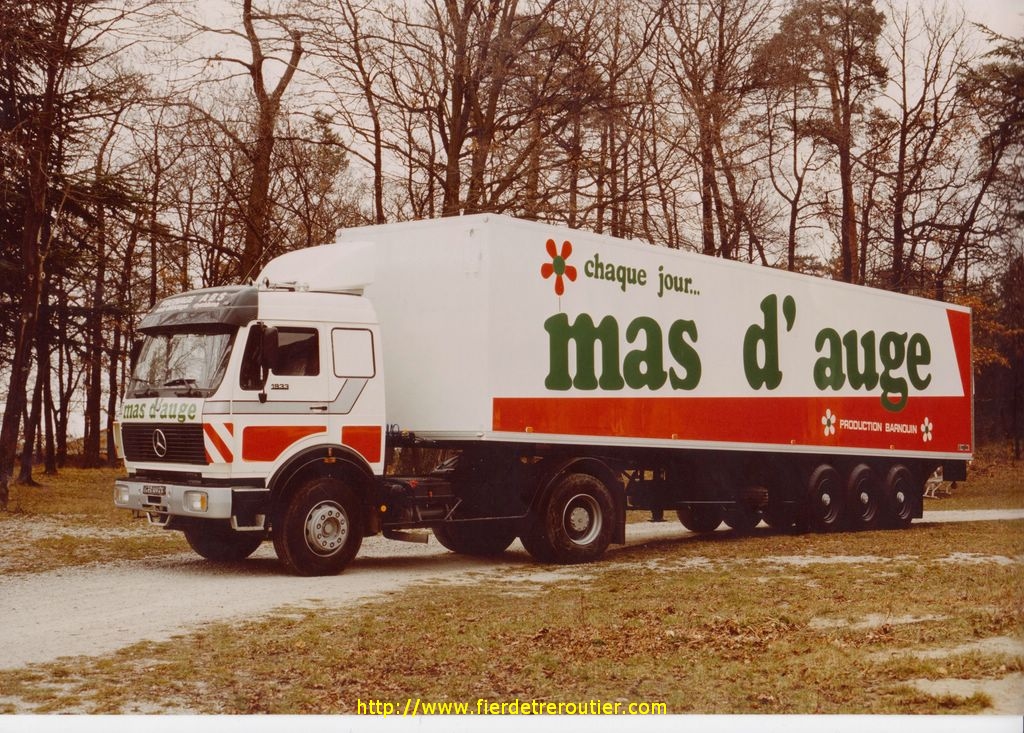 chaque jour...
mas d'auge
PRODUCTION BARNOUIN
1933
mas d'auge
http://www.fierdetreroutier.com